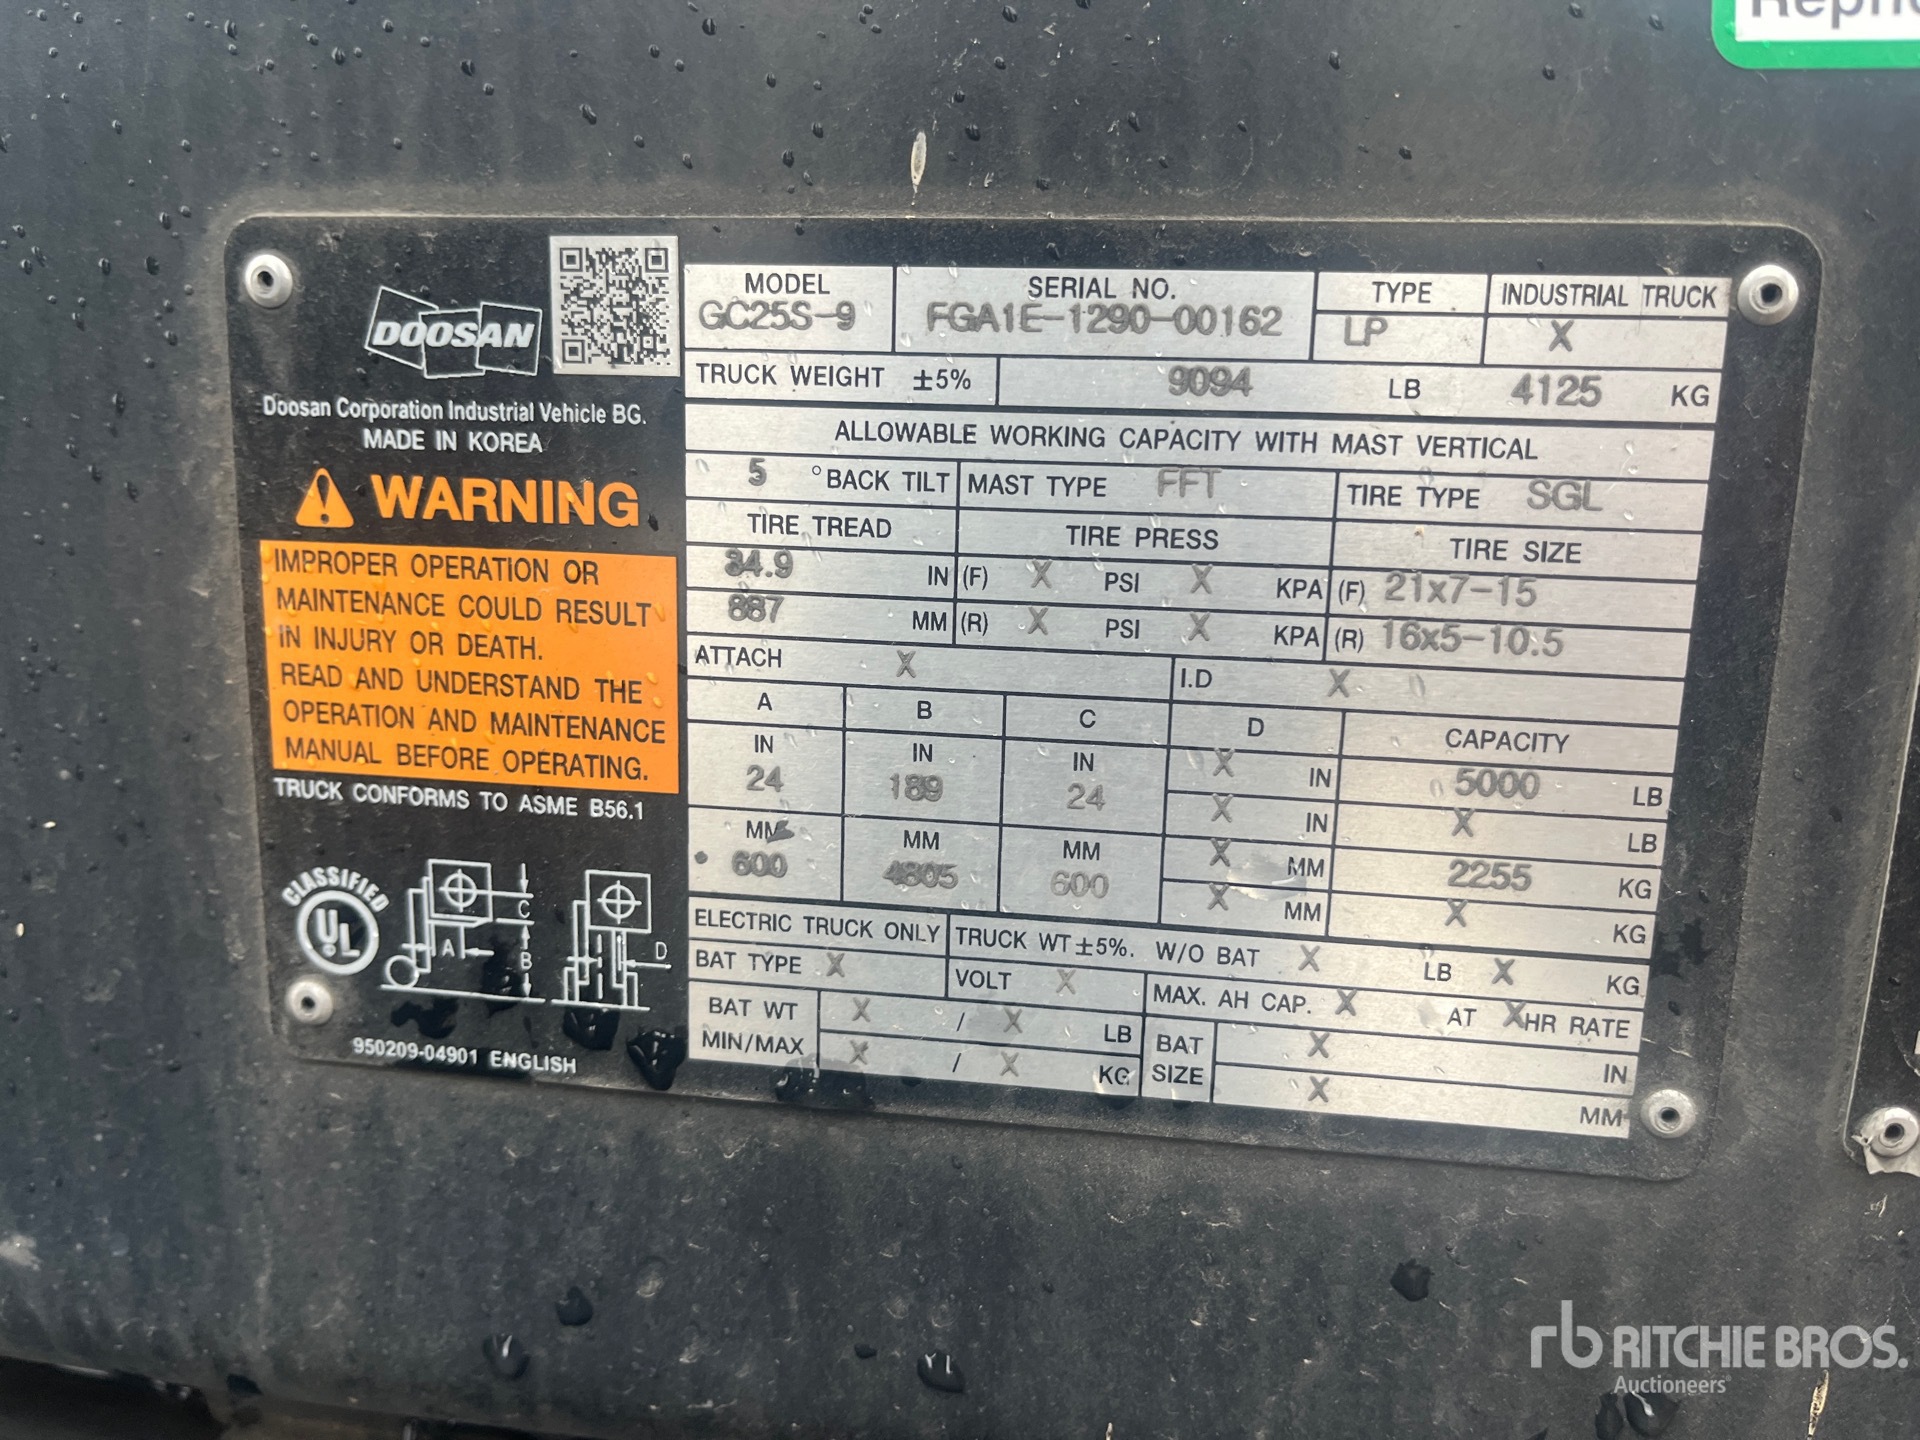 DOOSAN
Doosan Corporation Industrial Vehicle BG.
MADE IN KOREA
WARNING
IMPROPER OPERATION OR
MAINTENANCE COULD RESULT
IN INJURY OR DEATH.
READ AND UNDERSTAND THE
OPERATION AND MAINTENANCE
MANUAL BEFORE OPERATING.
TRUCK CONFORMS TO ASME B56.1
CLASSIFIED
UL
A B C D
950209-04901 ENGLISH
MODEL SERIAL NO. TYPE INDUSTRIAL TRUCK
GC25S-9 FGA1E-1290-00162 LP X
TRUCK WEIGHT ±5% 9094 LB 4125 KG
ALLOWABLE WORKING CAPACITY WITH MAST VERTICAL
5 °BACK TILT MAST TYPE FFT TIRE TYPE SGL
TIRE TREAD TIRE PRESS TIRE SIZE
34.9 IN (F) X PSI X KPA (F) 21x7-15
887 MM (R) X PSI X KPA (R) 16x5-10.5
ATTACH X I.D X
A B C D CAPACITY
IN IN IN X IN 5000 LB
24 189 24 X IN X LB
MM MM MM X MM 2255 KG
600 4805 600 X MM X KG
ELECTRIC TRUCK ONLY TRUCK WT ±5%. W/O BAT X LB X KG
BAT TYPE X VOLT X MAX. AH CAP. X AT X HR RATE
BAT WT X / X LB BAT X IN
MIN/MAX X / X KG SIZE X MM
rb RITCHIE BROS.
Auctioneers